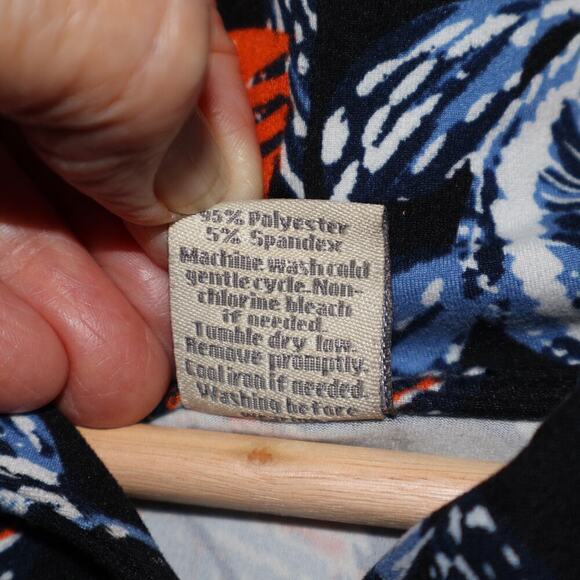 95% Polyester
5% Spandex
Machine wash cold
gentle cycle. Non-
chlorine bleach
if needed.
Tumble dry low.
Remove promptly.
Cool iron if needed.
Washing before